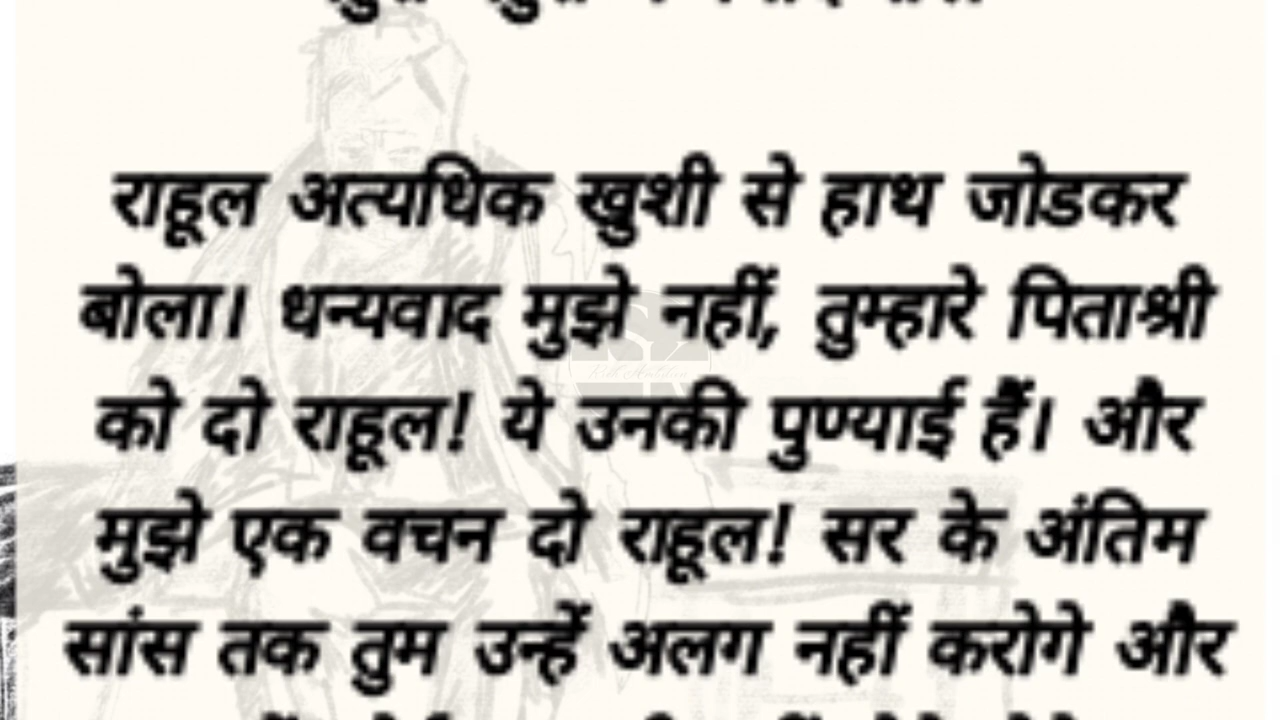 राहूल अत्यधिक खुशी से हाथ जोडकर
बोला। धन्यवाद मुझे नहीं, तुम्हारे पिताश्री
को दो राहूल! ये उनकी पुण्याई हैं। और
मुझे एक वचन दो राहूल! सर के अंतिम
सांस तक तुम उन्हें अलग नहीं करोगे और